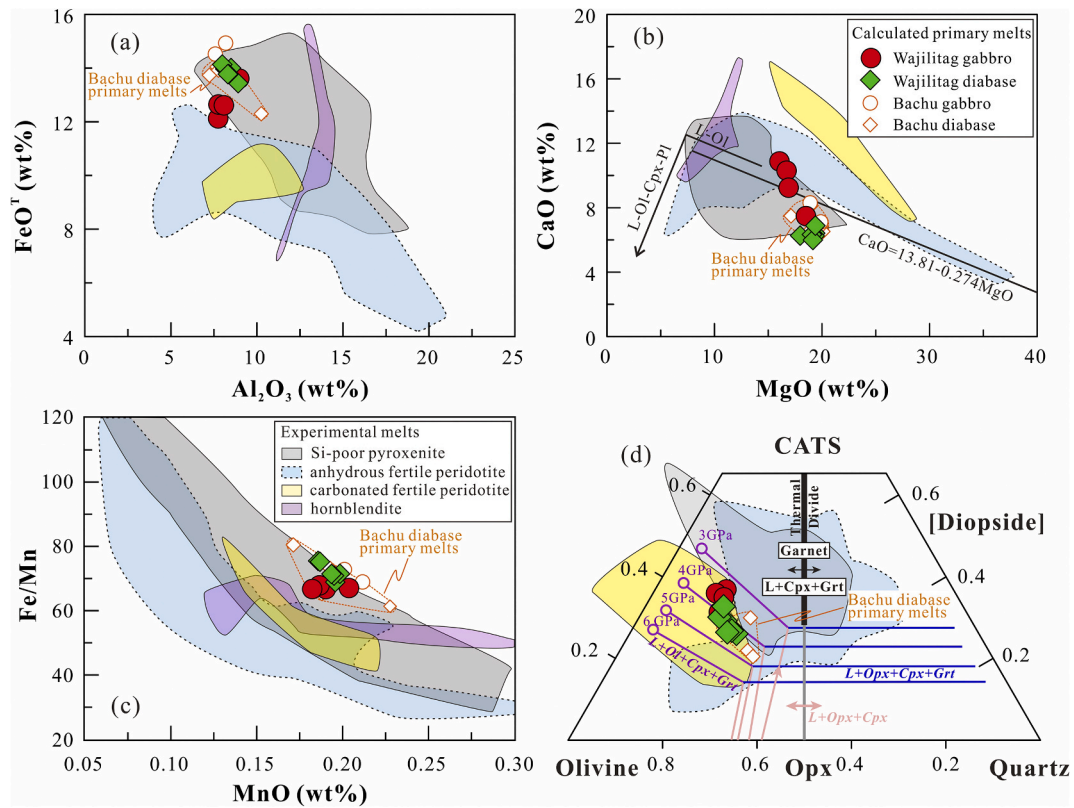 (a)
Bachu diabase
primary melts
FeOᵀ (wt%)
16
12
8
4
0
5
10
15
20
25
Al₂O₃ (wt%)
(b)
Calculated primary melts
Wajilitag gabbro
Wajilitag diabase
Bachu gabbro
Bachu diabase
L-Ol
L-Ol-Cpx-Pl
Bachu diabase
primary melts
CaO=13.81-0.274MgO
CaO (wt%)
20
16
12
8
4
0
0
10
20
30
40
MgO (wt%)
Experimental melts
Si-poor pyroxenite
anhydrous fertile peridotite
carbonated fertile peridotite
hornblendite
Bachu diabase
primary melts
(c)
Fe/Mn
120
100
80
60
40
20
0.00
0.05
0.10
0.15
0.20
0.25
0.30
MnO (wt%)
(d)
CATS
[Diopside]
0.6
0.4
0.2
0.6
0.4
0.2
Thermal
Divide
Garnet
L+Cpx+Grt
3GPa
4GPa
5GPa
6GPa
Bachu diabase
primary melts
L+Ol+Cpx+Grt
L+Opx+Cpx+Grt
L+Opx+Cpx
Olivine
0.8
0.6
Opx
0.4
0.2
Quartz